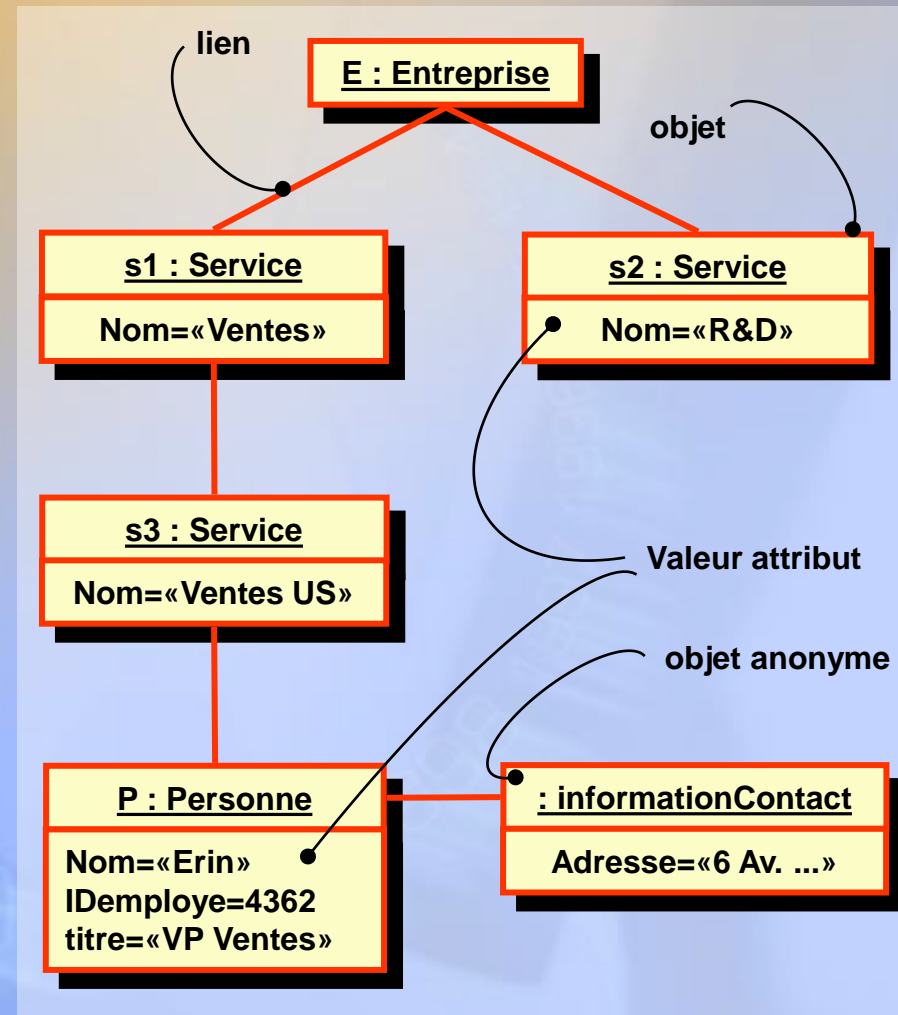 lien
E : Entreprise
objet
s1 : Service
Nom=«Ventes»
s2 : Service
Nom=«R&D»
s3 : Service
Nom=«Ventes US»
Valeur attribut
objet anonyme
P : Personne
Nom=«Erin»
IDemploye=4362
titre=«VP Ventes»
: informationContact
Adresse=«6 Av. ...»